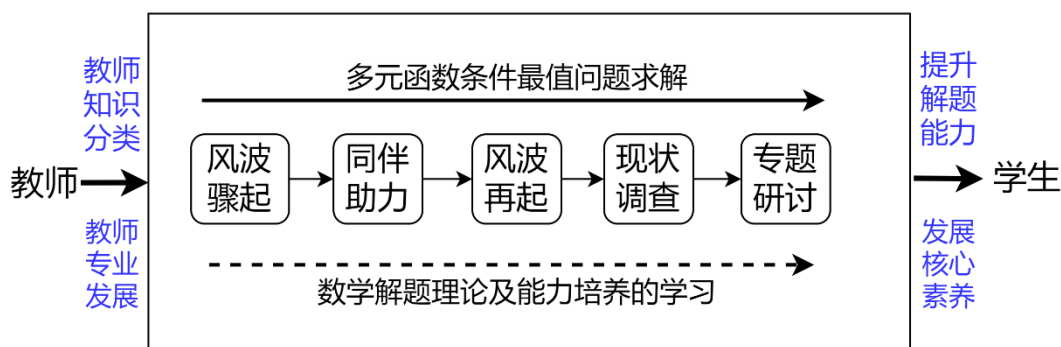 教师
知识
分类
教师
教师
专业
发展
多元函数条件最值问题求解
风波
骤起
同伴
助力
风波
再起
现状
调查
专题
研讨
数学解题理论及能力培养的学习
提升
解题
能力
学生
发展
核心
素养